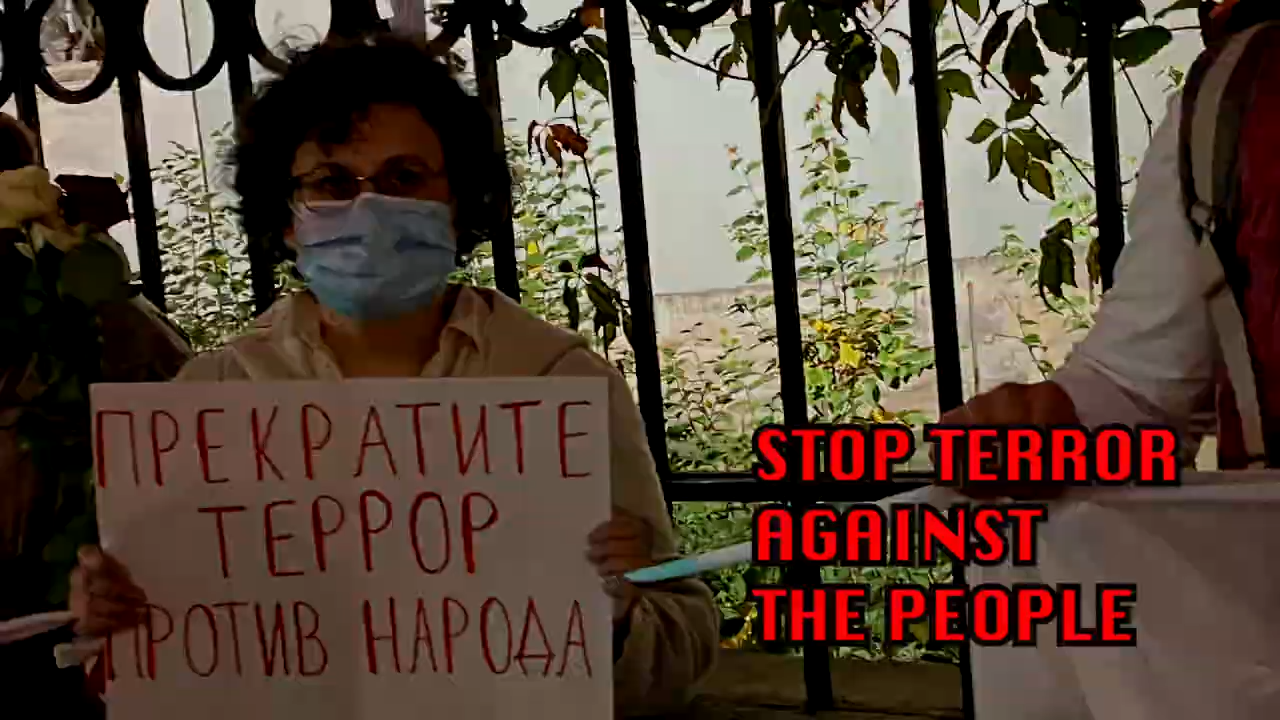 ПРЕКРАТИТЕ
ТЕРРОР
ПРОТИВ НАРОДА
STOP TERROR
AGAINST
THE PEOPLE